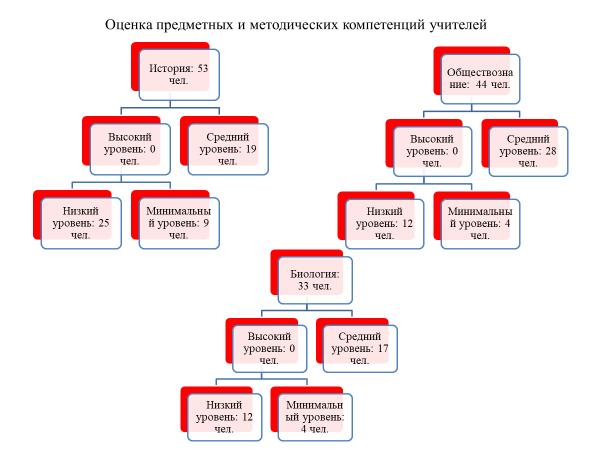 Оценка предметных и методических компетенций учителей
История: 53
чел.
Высокий
уровень: 0
чел.
Средний
уровень: 19
чел.
Низкий
уровень: 25
чел.
Минимальны
й уровень: 9
чел.
Обществозна
ние: 44 чел.
Высокий
уровень: 0
чел.
Средний
уровень: 28
чел.
Низкий
уровень: 12
чел.
Минимальны
й уровень: 4
чел.
Биология:
33 чел.
Высокий
уровень: 0
чел.
Средний
уровень: 17
чел.
Низкий
уровень: 12
чел.
Минимальн
ый уровень:
4 чел.